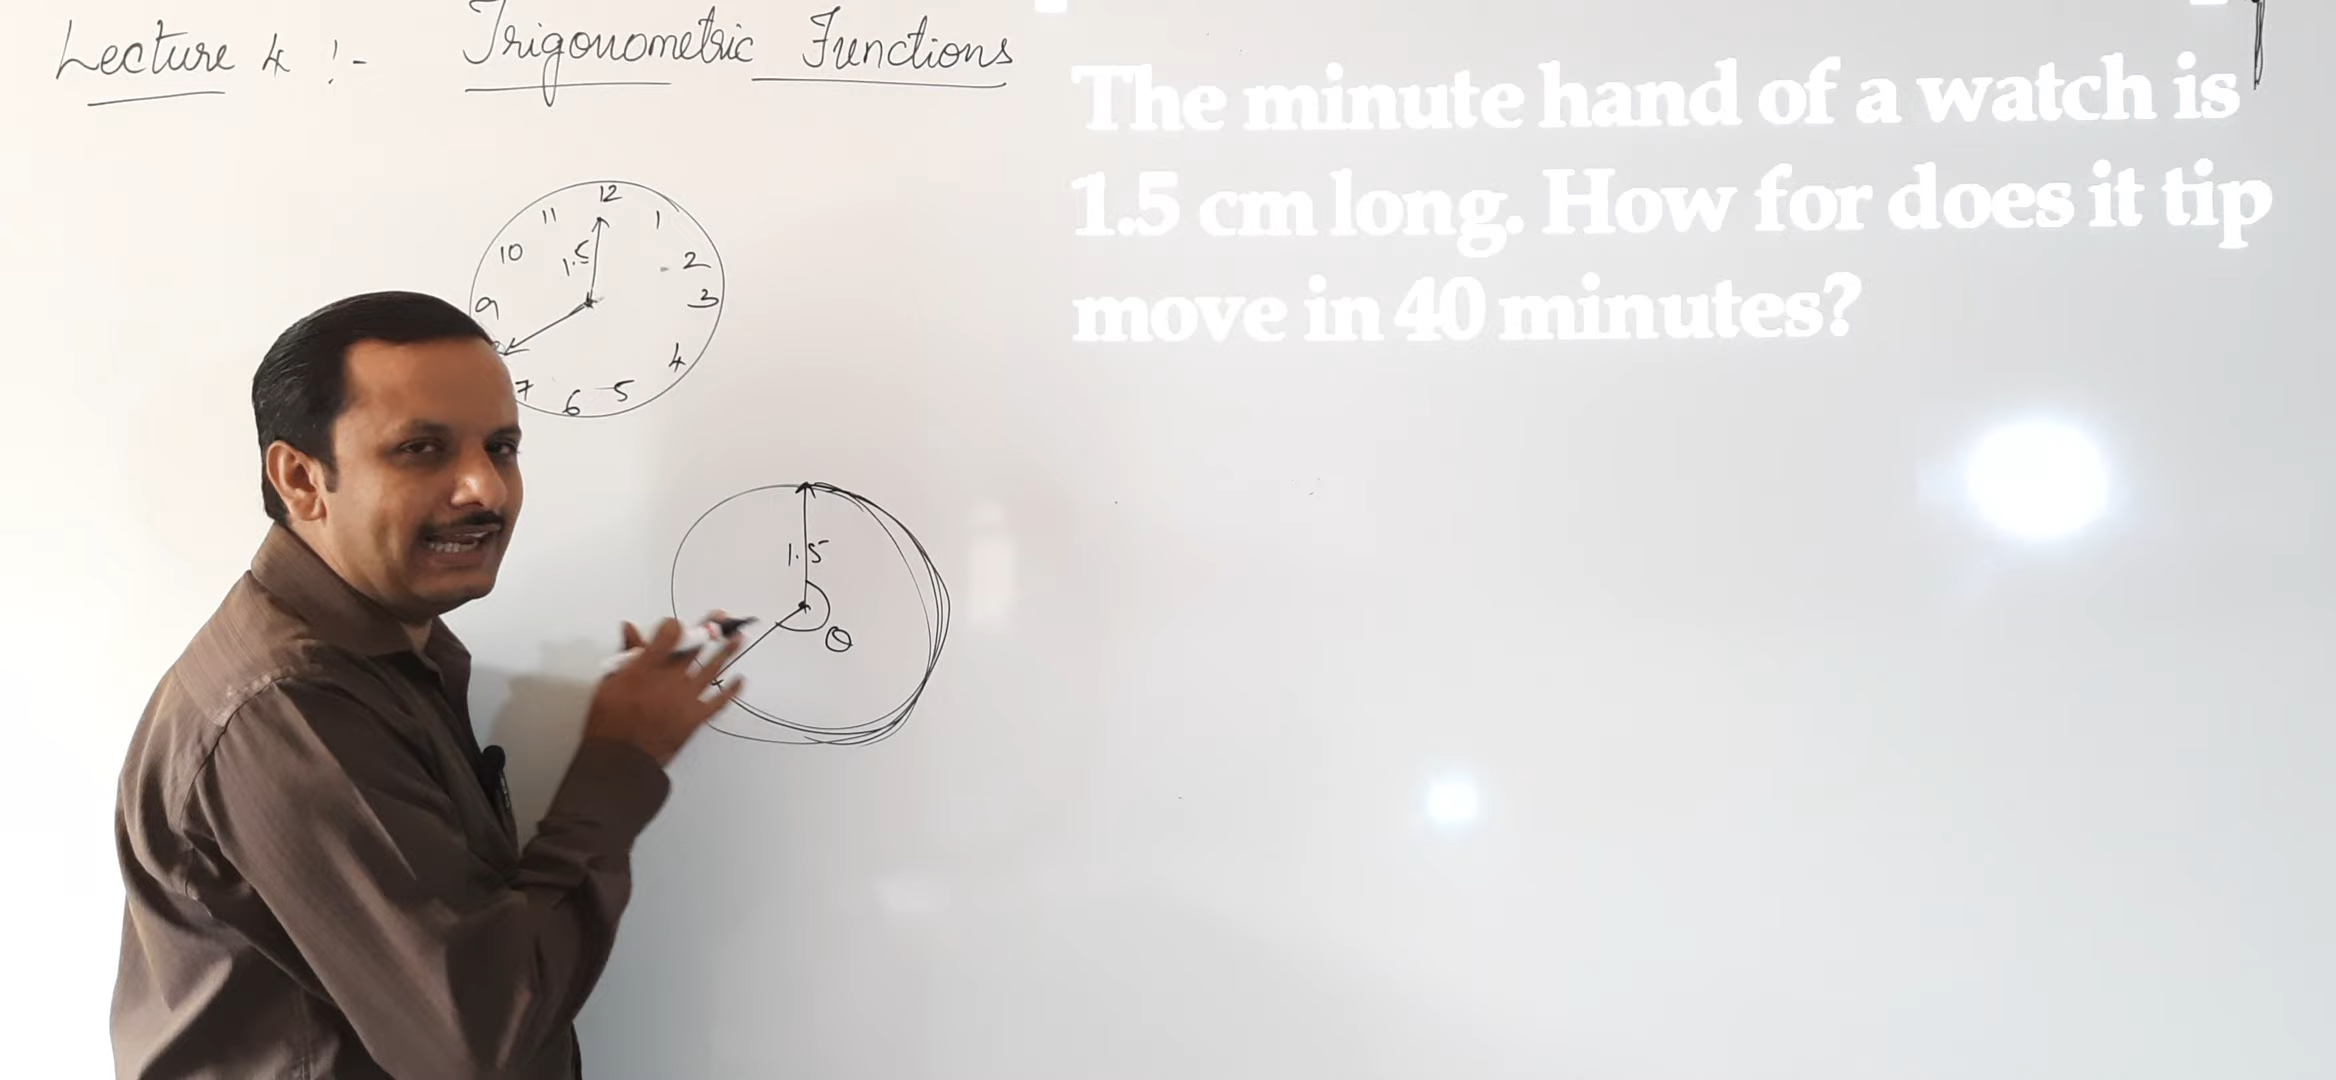 Lecture 4 :- Trigonometric Functions
The minute hand of a watch is
1.5 cm long. How for does it tip
move in 40 minutes?
12
11
1
10
1.5
2
9
3
4
7
6
5
1.5
θ